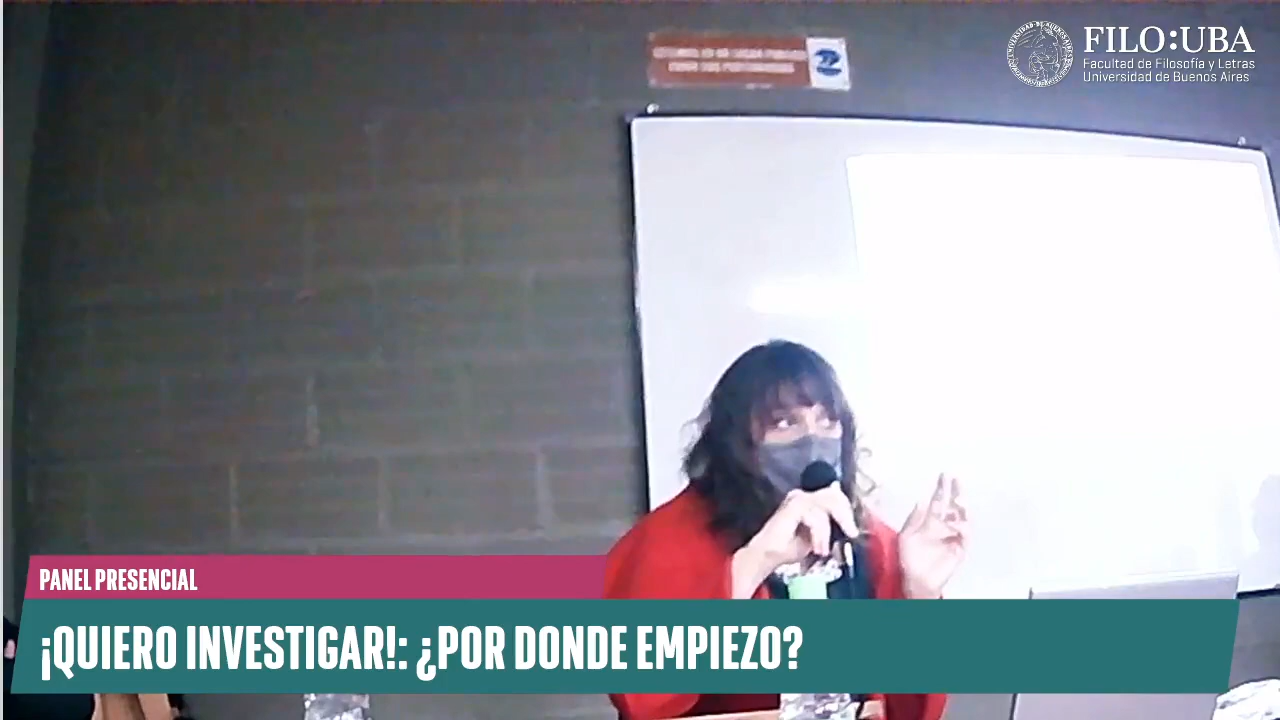 FILO:UBA
Facultad de Filosofía y Letras
Universidad de Buenos Aires
PANEL PRESENCIAL
¡QUIERO INVESTIGAR!: ¿POR DONDE EMPIEZO?